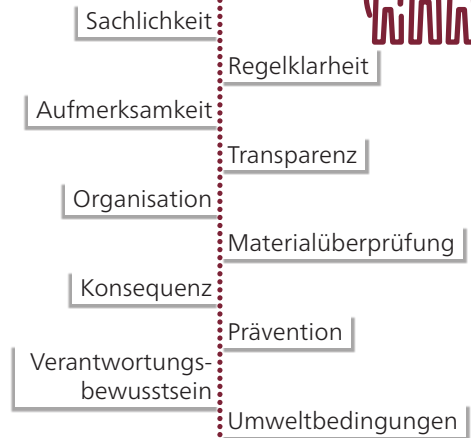 Sachlichkeit
Regelklarheit
Aufmerksamkeit
Transparenz
Organisation
Materialüberprüfung
Konsequenz
Prävention
Verantwortungs-
bewusstsein
Umweltbedingungen